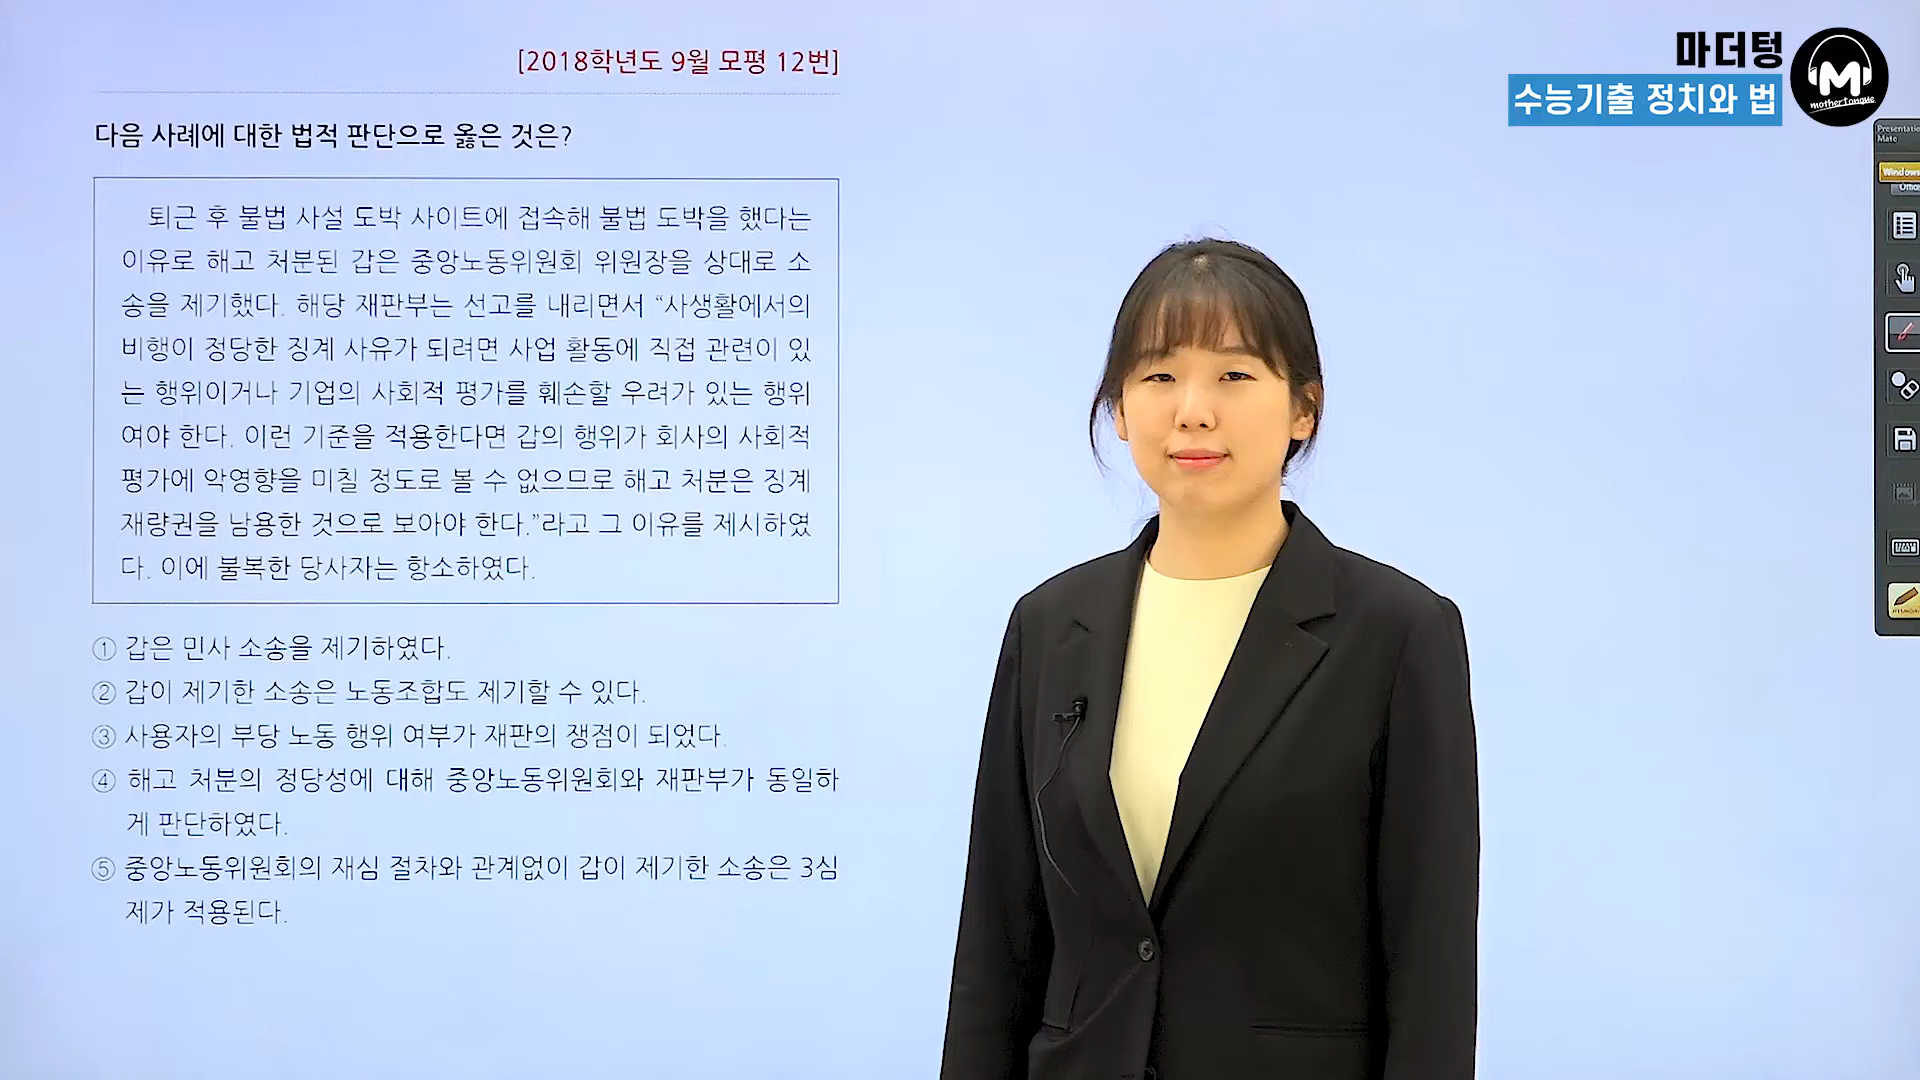 [2018학년도 9월 모평 12번]
마더텅
수능기출 정치와 법
M
mothertongue
다음 사례에 대한 법적 판단으로 옳은 것은?
퇴근 후 불법 사설 도박 사이트에 접속해 불법 도박을 했다는
이유로 해고 처분된 갑은 중앙노동위원회 위원장을 상대로 소
송을 제기했다. 해당 재판부는 선고를 내리면서 “사생활에서의
비행이 정당한 징계 사유가 되려면 사업 활동에 직접 관련이 있
는 행위이거나 기업의 사회적 평가를 훼손할 우려가 있는 행위
여야 한다. 이런 기준을 적용한다면 갑의 행위가 회사의 사회적
평가에 악영향을 미칠 정도로 볼 수 없으므로 해고 처분은 징계
재량권을 남용한 것으로 보아야 한다.”라고 그 이유를 제시하였
다. 이에 불복한 당사자는 항소하였다.
① 갑은 민사 소송을 제기하였다.
② 갑이 제기한 소송은 노동조합도 제기할 수 있다.
③ 사용자의 부당 노동 행위 여부가 재판의 쟁점이 되었다.
④ 해고 처분의 정당성에 대해 중앙노동위원회와 재판부가 동일하
게 판단하였다.
⑤ 중앙노동위원회의 재심 절차와 관계없이 갑이 제기한 소송은 3심
제가 적용된다.
Presentatio
Mate
Windows